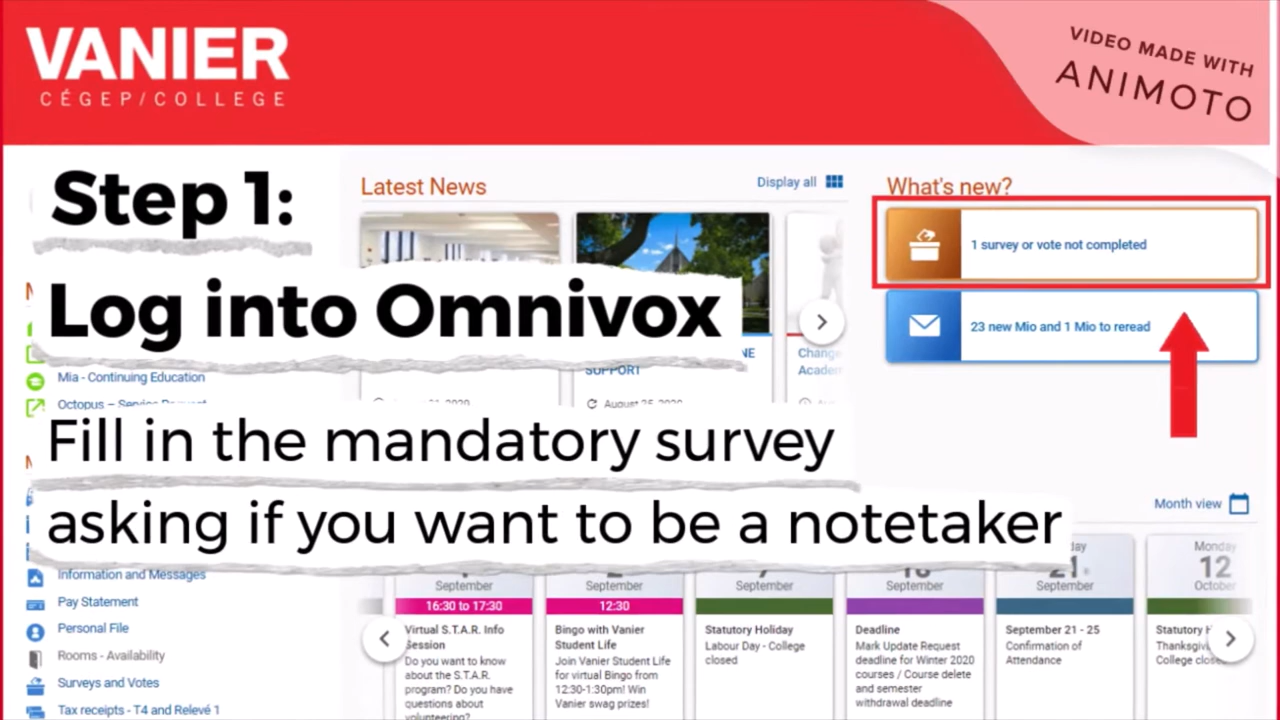 VANIER
CÉGEP/COLLEGE
VIDEO MADE WITH
ANIMOTO
Step 1:
Log into Omnivox
Fill in the mandatory survey
asking if you want to be a notetaker
Latest News
Display all
SUPPORT
August 25, 2020
What's new?
1 survey or vote not completed
23 new Mio and 1 Mio to reread
Mia - Continuing Education
Octopus – Service Request
Information and Messages
Pay Statement
Personal File
Rooms - Availability
Surveys and Votes
Tax receipts - T4 and Relevé 1
Month view
September
16:30 to 17:30
Virtual S.T.A.R. Info
Session
Do you want to know
about the S.T.A.R.
program? Do you have
questions about
volunteering?
September
12:30
Bingo with Vanier
Student Life
Join Vanier Student Life
for virtual Bingo from
12:30-1:30pm! Win
Vanier swag prizes!
September
Statutory Holiday
Labour Day - College
closed
September
Deadline
Mark Update Request
deadline for Winter 2020
courses / Course delete
and semester
withdrawal deadline
21
September
September 21 - 25
Confirmation of
Attendance
Monday
12
October
Statutory
College